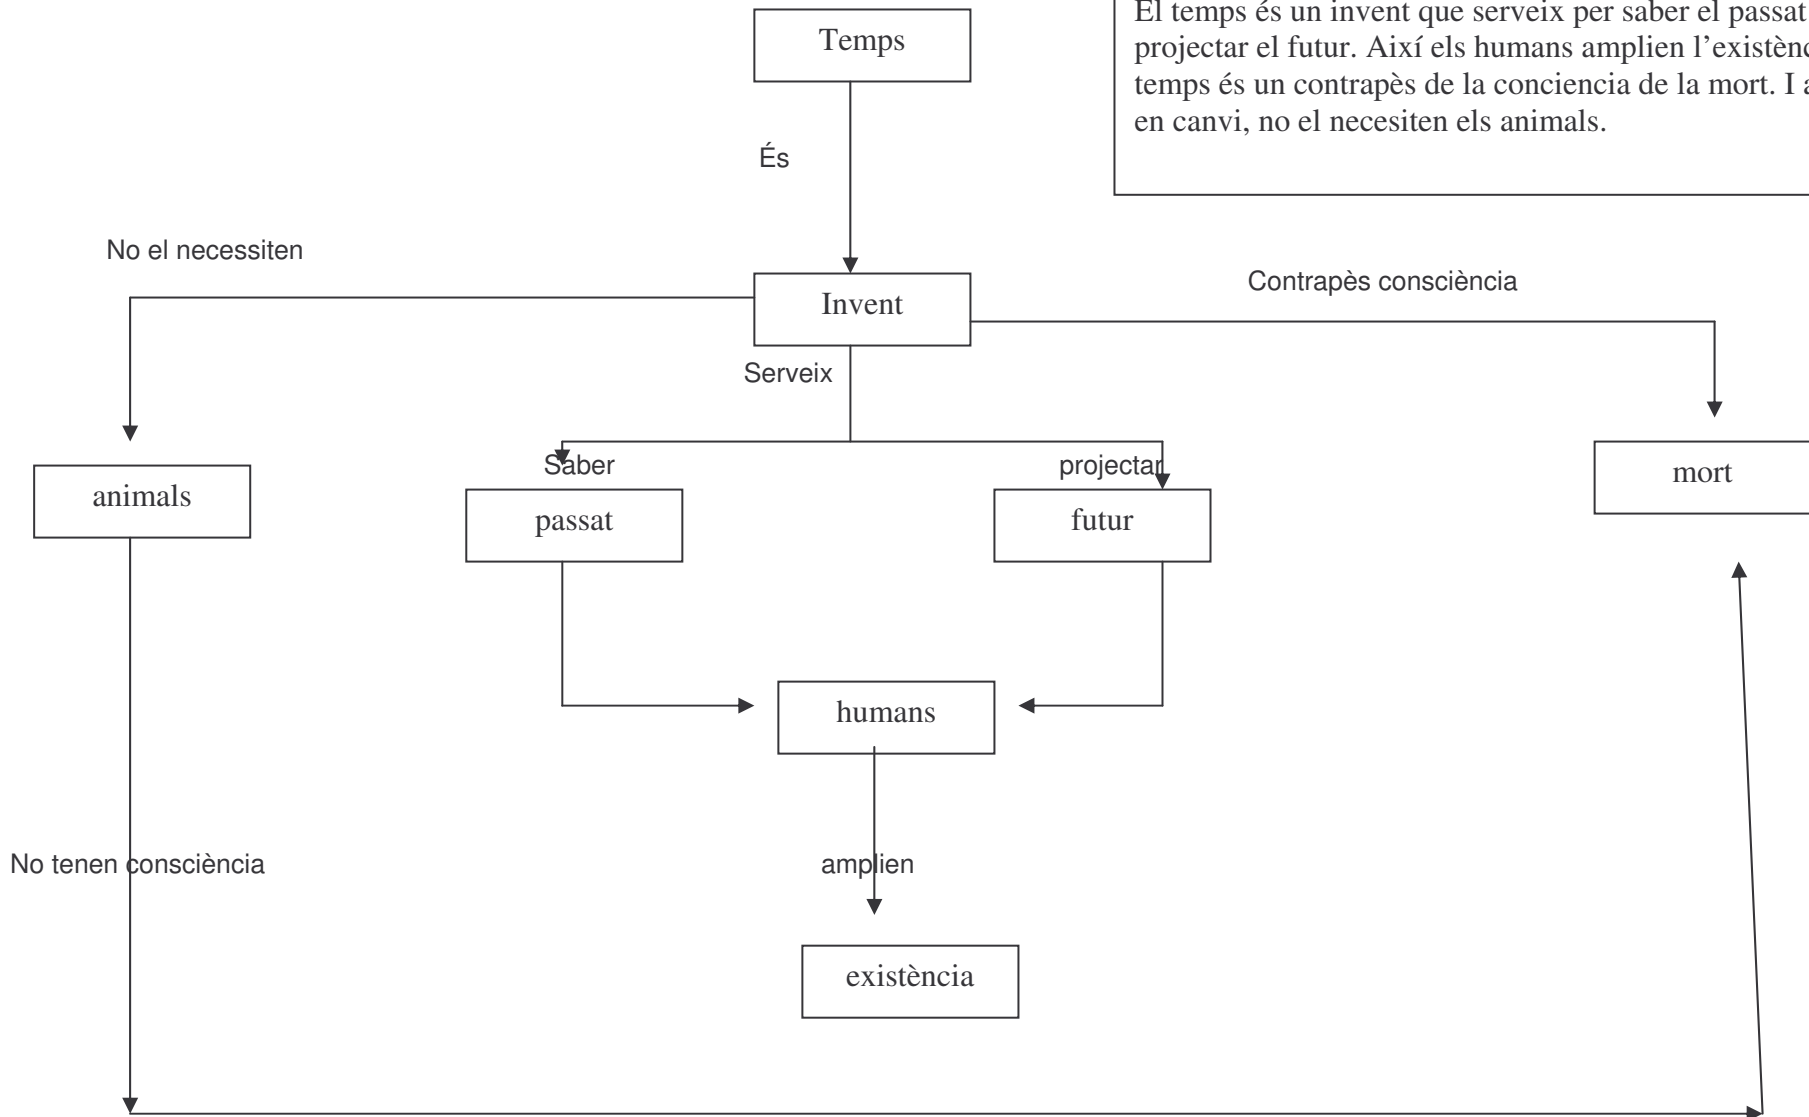 El temps és un invent que serveix per saber el passat
projectar el futur. Així els humans amplien l’existènc
temps és un contrapès de la conciencia de la mort. I a
en canvi, no el necesiten els animals.
Temps
És
No el necessiten
Contrapès consciència
Invent
Serveix
Saber
projectar
animals
passat
futur
mort
humans
No tenen consciència
amplien
existència